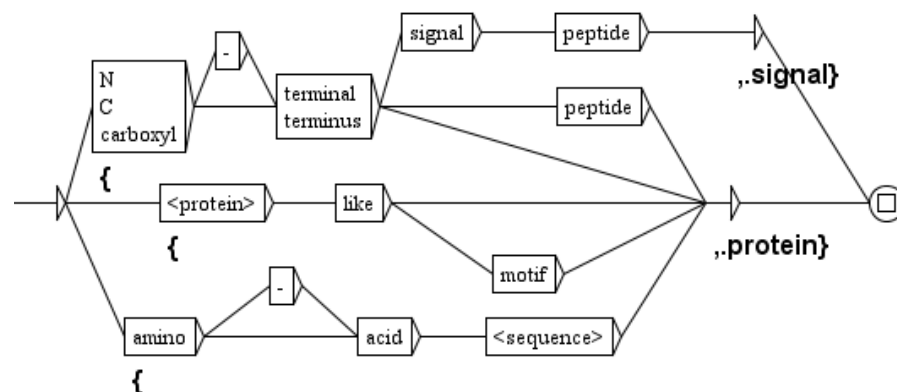 signal
peptide
,.signal}
-
N
C
carboxyl
{
terminal
terminus
peptide
<protein>
{
like
motif
,.protein}
-
amino
{
acid
<sequence>